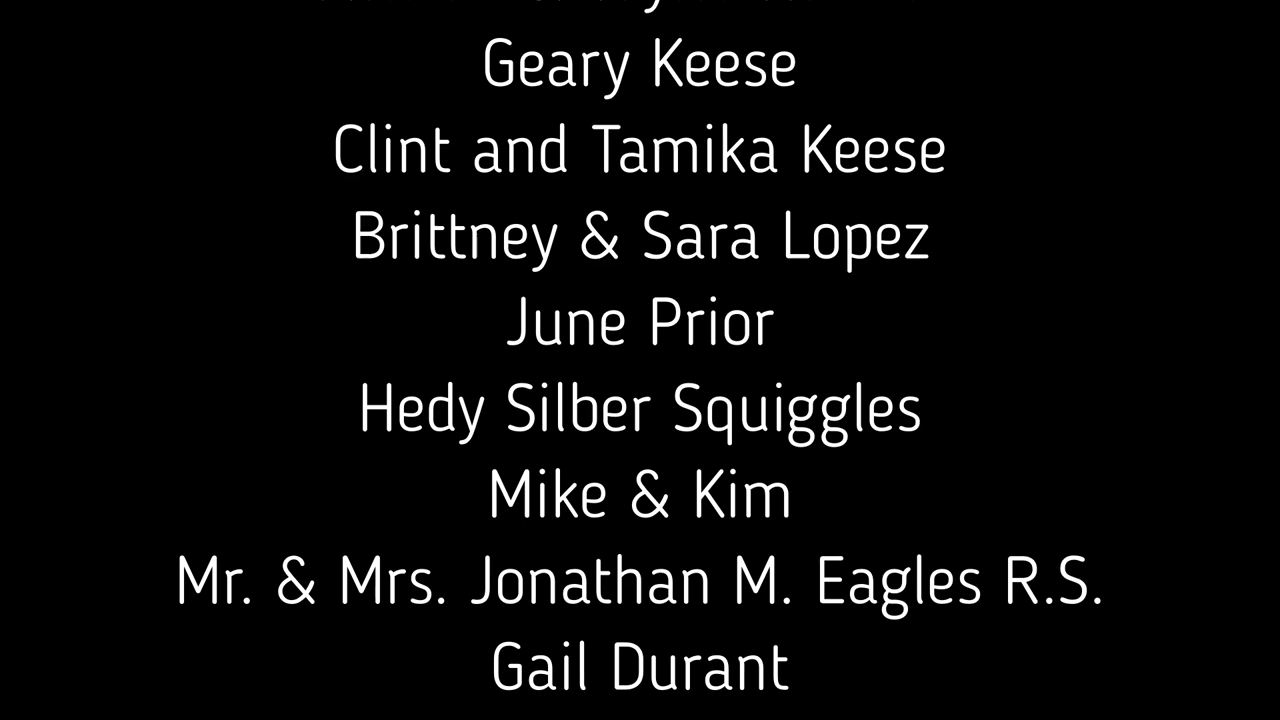 Geary Keese
Clint and Tamika Keese
Brittney & Sara Lopez
June Prior
Hedy Silber Squiggles
Mike & Kim
Mr. & Mrs. Jonathan M. Eagles R.S.
Gail Durant